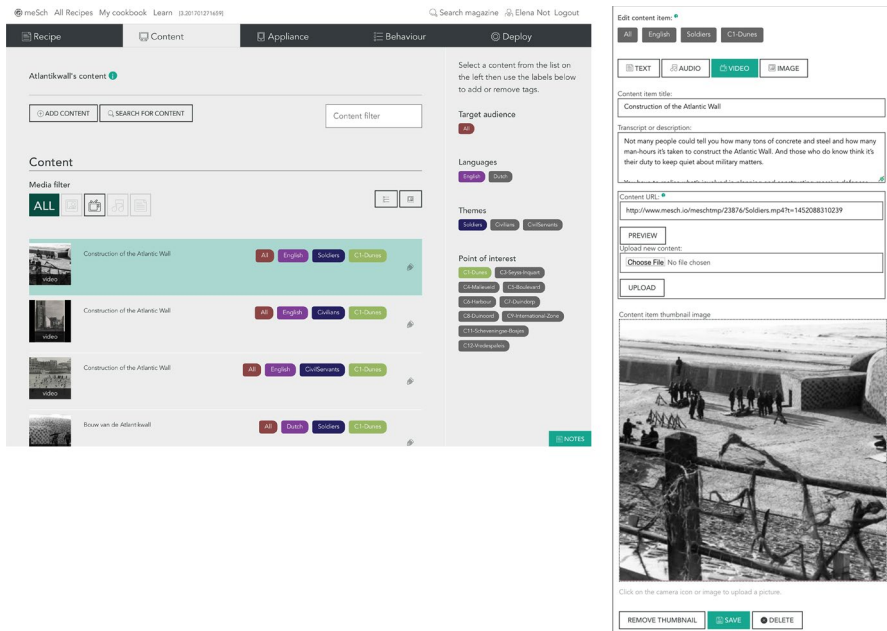 meSch All Recipes My cookbook Learn [3.201701271659]
Search magazine Elena Not Logout
Recipe
Content
Appliance
Behaviour
Deploy
Atlantikwall's content
ADD CONTENT
SEARCH FOR CONTENT
Content filter
Content
Media filter
ALL
video
Construction of the Atlantic Wall
All English Soldiers C1-Dunes
video
Construction of the Atlantic Wall
All English Civilians C1-Dunes
video
Construction of the Atlantic Wall
All English CivilServants C1-Dunes
Bouw van de Atlantikwall
All Dutch Soldiers C1-Dunes
Select a content from the list on
the left then use the labels below
to add or remove tags.
Target audience
All
Languages
English Dutch
Themes
Soldiers Civilians CivilServants
Point of interest
C1-Dunes C3-Seyss-Inquart
C4-Malieveld C5-Boulevard
C6-Harbour C7-Duindorp
C8-Duinoord C9-International-Zone
C11-Scheveningse-Bosjes
C12-Vredespaleis
NOTES
Edit content item:
All English Soldiers C1-Dunes
TEXT AUDIO VIDEO IMAGE
Content item title:
Construction of the Atlantic Wall
Transcript or description:
Not many people could tell you how many tons of concrete and steel and how many
man-hours it's taken to construct the Atlantic Wall. And those who do know think it's
their duty to keep quiet about military matters.
Content URL:
http://www.mesch.io/meschtmp/23876/Soldiers.mp4?t=1452088310239
PREVIEW
Upload new content:
Choose File No file chosen
UPLOAD
Content item thumbnail image
Click on the camera icon or image to upload a picture.
REMOVE THUMBNAIL SAVE DELETE